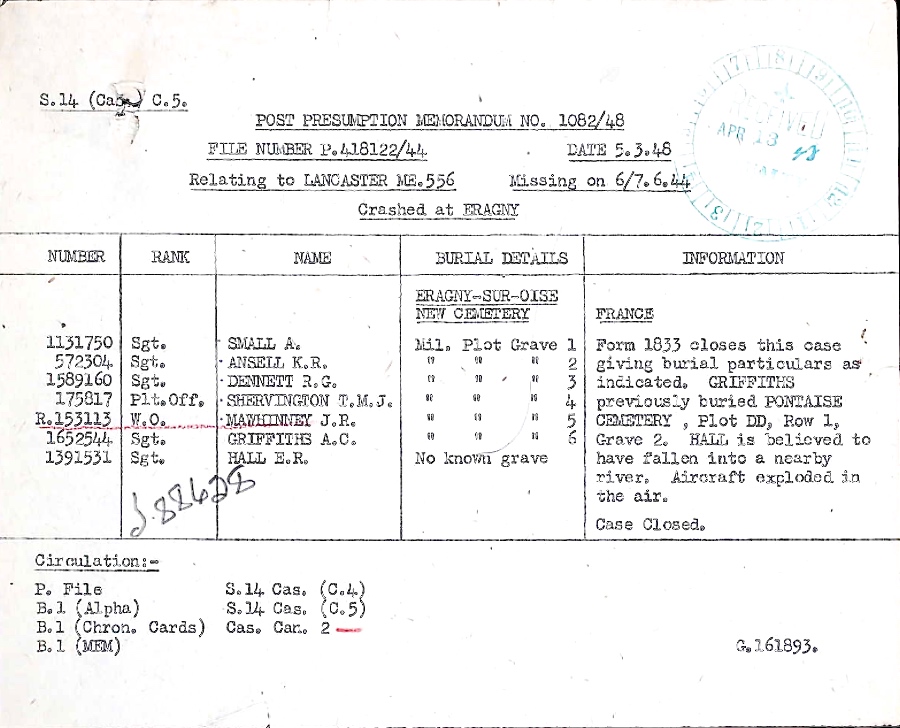 S.14 (Cas.) C.5.
POST PRESUMPTION MEMORANDUM NO. 1082/48
FILE NUMBER P.418122/44 DATE 5.3.48
Relating to LANCASTER ME.556 Missing on 6/7.6.44
Crashed at ERAGNY
RECEIVED
APR 13 48
NUMBER RANK NAME BURIAL DETAILS INFORMATION
ERAGNY-SUR-OISE
NEW CEMETERY FRANCE
1131750 Sgt. SMALL A. Mil. Plot Grave 1 Form 1833 closes this case
572304 Sgt. ANSELL K.R. " " " 2 giving burial particulars as
1589160 Sgt. DENNETT R.G. " " " 3 indicated. GRIFFITHS
175817 Plt.Off. SHERVINGTON T.M.J. " " " 4 previously buried PONTAISE
R.153113 W.O. MAWHINNEY J.R. " " " 5 CEMETERY , Plot DD, Row 1,
1652544 Sgt. GRIFFITHS A.C. " " " 6 Grave 2. HALL is believed to
1391531 Sgt. HALL E.R. No known grave have fallen into a nearby
river. Aircraft exploded in
the air.
J.88628
Case Closed.
Circulation:-
P. File S.14 Cas. (C.4)
B.1 (Alpha) S.14 Cas. (C.5)
B.1 (Chron. Cards) Cas. Can. 2
B.1 (MEM) G.161893.